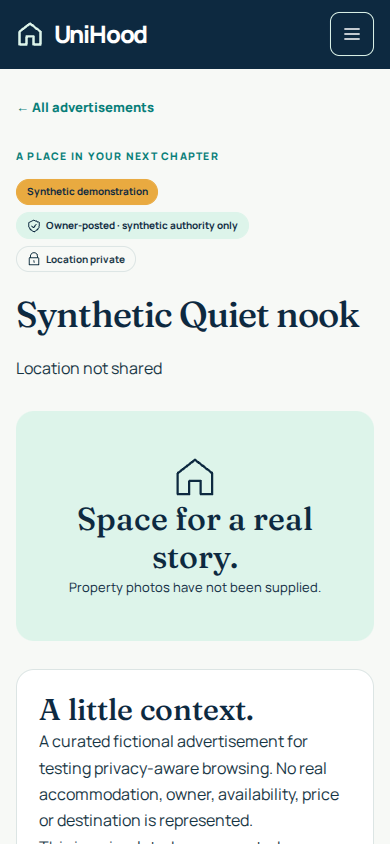 UniHood
← All advertisements
A PLACE IN YOUR NEXT CHAPTER
Synthetic demonstration
Owner-posted · synthetic authority only
Location private
Synthetic Quiet nook
Location not shared
Space for a real
story.
Property photos have not been supplied.
A little context.
A curated fictional advertisement for
testing privacy-aware browsing. No real
accommodation, owner, availability, price
or destination is represented.